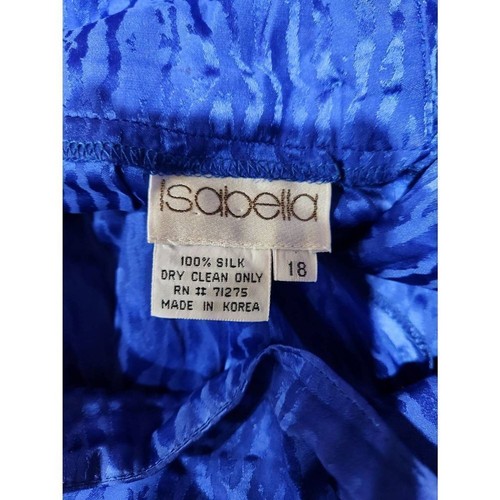 Isabella
100% SILK
DRY CLEAN ONLY
RN # 71275
MADE IN KOREA
18